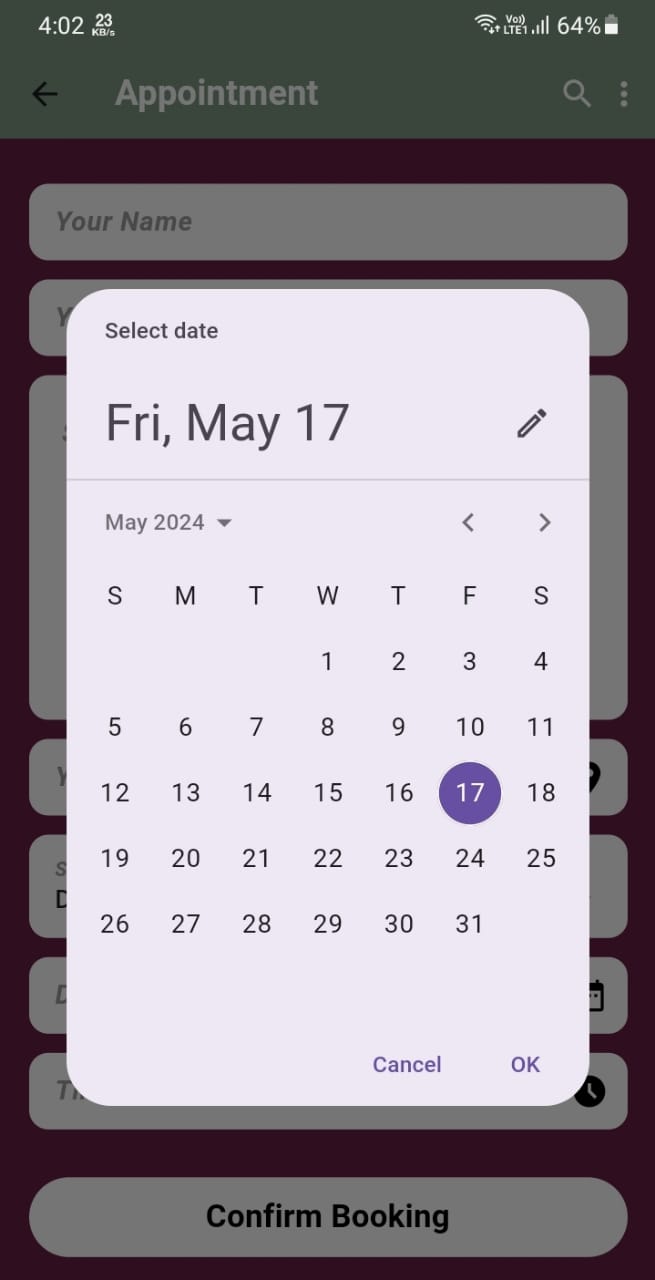 4:02 23 KB/s Vo)) LTE1 64%
Appointment
Your Name
Select date
Fri, May 17
May 2024
S M T W T F S
1 2 3 4
5 6 7 8 9 10 11
12 13 14 15 16 17 18
19 20 21 22 23 24 25
26 27 28 29 30 31
Cancel OK
Confirm Booking